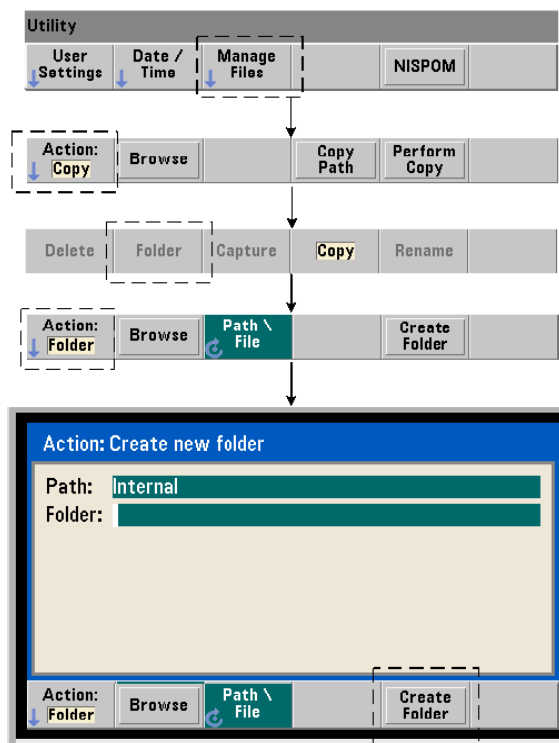 Utility
User Settings
Date / Time
Manage Files
NISPOM
Action: Copy
Browse
Copy Path
Perform Copy
Delete
Folder
Capture
Copy
Rename
Action: Folder
Browse
Path \ File
Create Folder
Action: Create new folder
Path: Internal
Folder:
Action: Folder
Browse
Path \ File
Create Folder